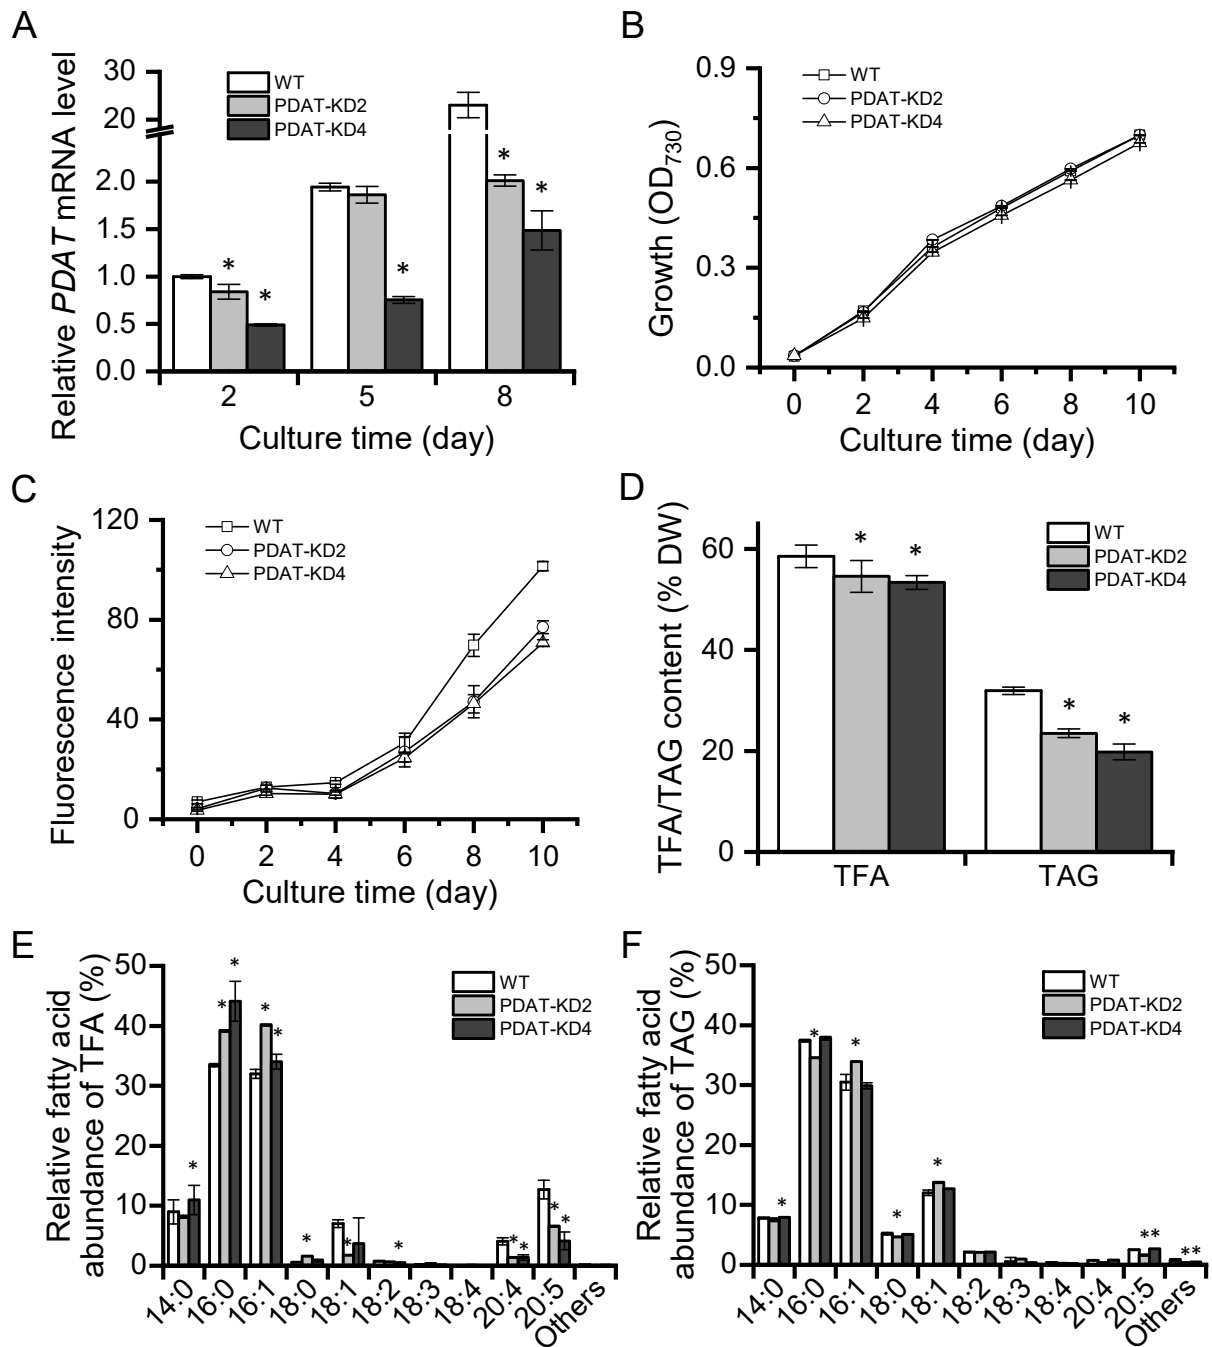 A
Relative PDAT mRNA level
30
20
2.0
1.5
1.0
0.5
0.0
WT
PDAT-KD2
PDAT-KD4
* * * * *
2 5 8
Culture time (day)
B
Growth (OD730)
0.9
0.6
0.3
0.0
WT
PDAT-KD2
PDAT-KD4
0 2 4 6 8 10
Culture time (day)
C
Fluorescence intensity
120
80
40
0
WT
PDAT-KD2
PDAT-KD4
0 2 4 6 8 10
Culture time (day)
D
TFA/TAG content (% DW)
60
40
20
0
WT
PDAT-KD2
PDAT-KD4
* * * *
TFA TAG
E
Relative fatty acid
abundance of TFA (%)
50
40
30
20
10
0
WT
PDAT-KD2
PDAT-KD4
* * * * * * * * * * * *
14:0 16:0 16:1 18:0 18:1 18:2 18:3 18:4 20:4 20:5 Others
F
Relative fatty acid
abundance of TAG (%)
50
40
30
20
10
0
WT
PDAT-KD2
PDAT-KD4
* * * * * ** **
14:0 16:0 16:1 18:0 18:1 18:2 18:3 18:4 20:4 20:5 Others